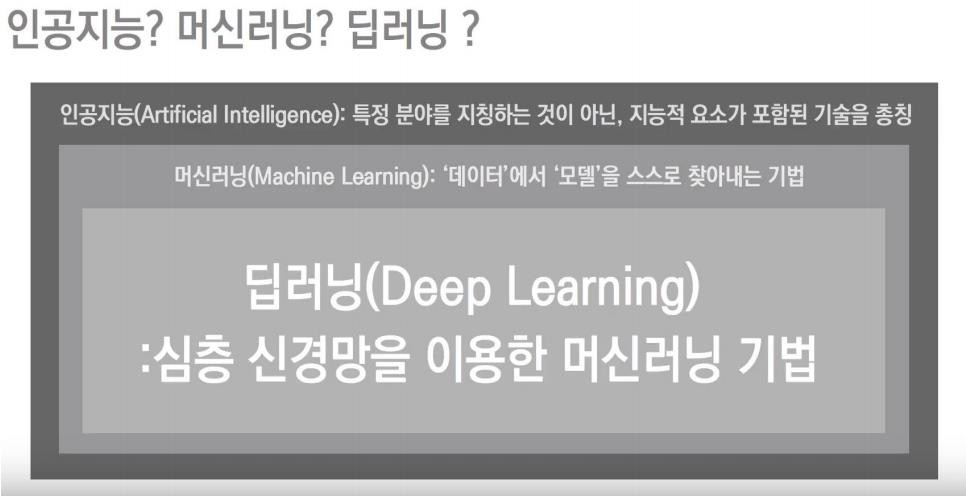 인공지능? 머신러닝? 딥러닝 ?
인공지능(Artificial Intelligence): 특정 분야를 지칭하는 것이 아닌, 지능적 요소가 포함된 기술을 총칭
머신러닝(Machine Learning): ‘데이터’에서 ‘모델’을 스스로 찾아내는 기법
딥러닝(Deep Learning)
:심층 신경망을 이용한 머신러닝 기법